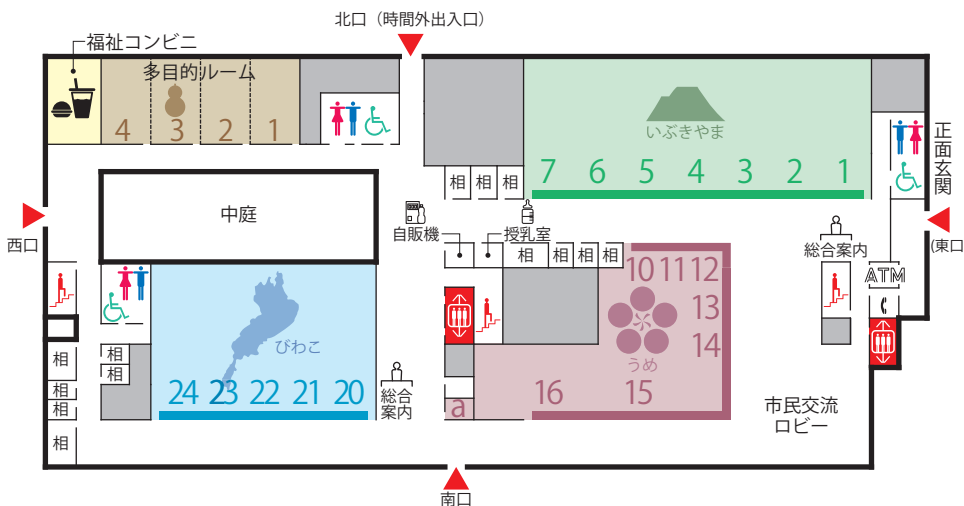 北口（時間外出入口）
福祉コンビニ
多目的ルーム
4 3 2 1
いぶきやま
7 6 5 4 3 2 1
正面玄関
(東口
相 相 相
中庭
西口
自販機
授乳室
総合案内
相 相 相 相
ATM
10 11 12
13
14
うめ
16 15
a
びわこ
24 23 22 21 20
総合
案内
相
相
相
相
相
相
市民交流
ロビー
南口